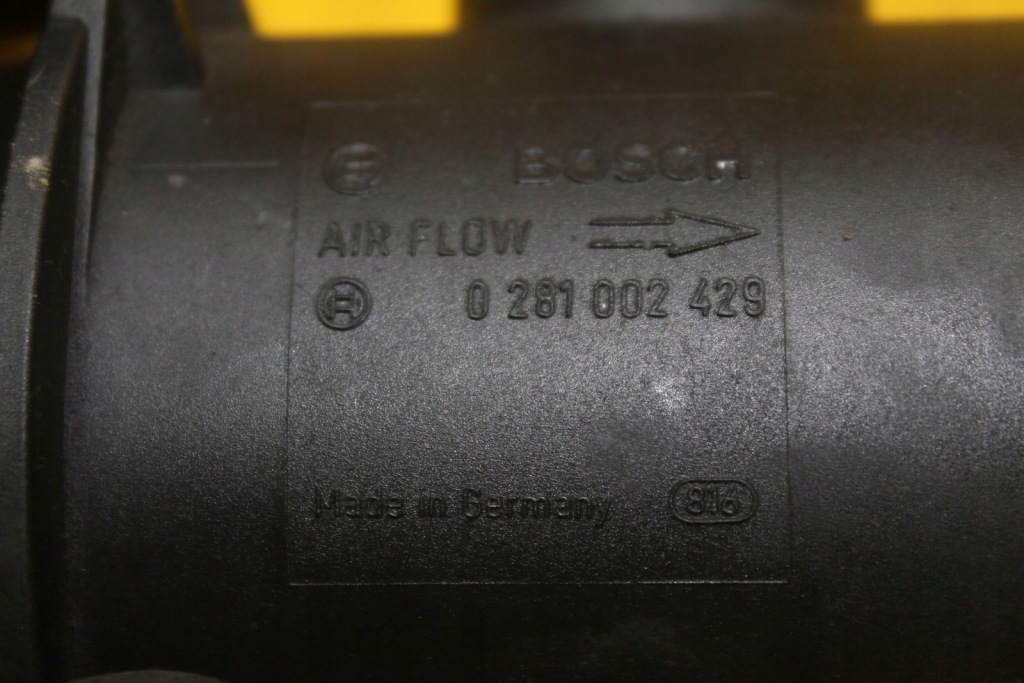 BOSCH
AIR FLOW
0 281 002 429
Made in Germany 816